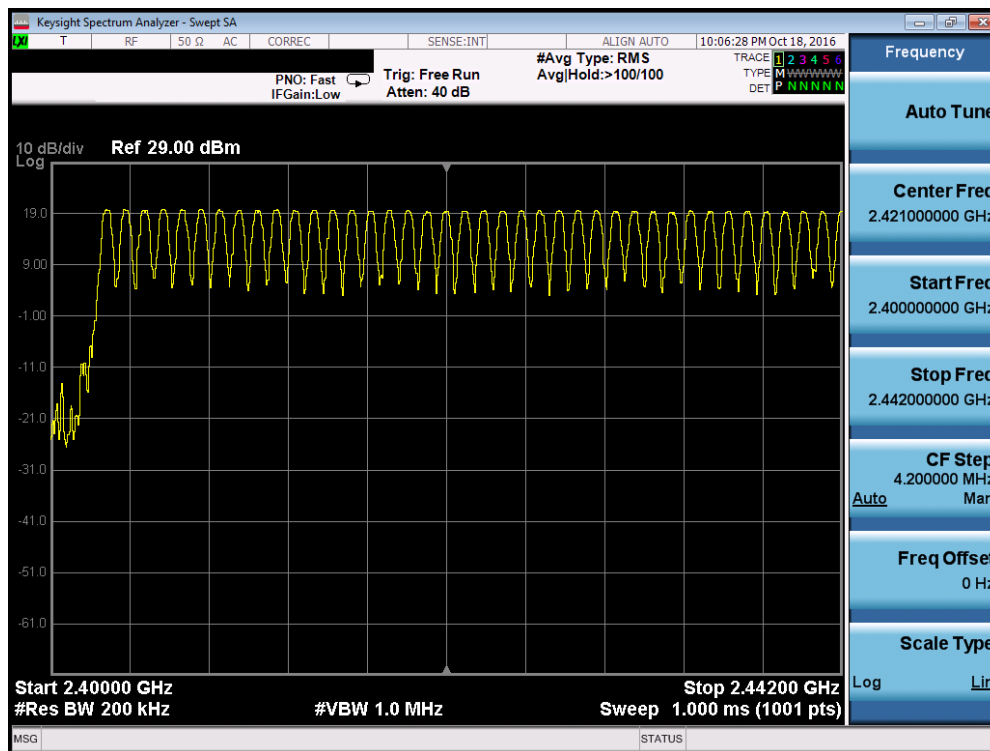 Keysight Spectrum Analyzer - Swept SA
LXI T RF 50 Ω AC CORREC SENSE:INT ALIGN AUTO 10:06:28 PM Oct 18, 2016
PNO: Fast
IFGain:Low
Trig: Free Run
Atten: 40 dB
#Avg Type: RMS
Avg|Hold:>100/100
TRACE 1 2 3 4 5 6
TYPE M WWWWW
DET P N N N N N
10 dB/div
Log
Ref 29.00 dBm
19.0
9.00
-1.00
-11.0
-21.0
-31.0
-41.0
-51.0
-61.0
Start 2.40000 GHz
#Res BW 200 kHz
#VBW 1.0 MHz
Stop 2.44200 GHz
Sweep 1.000 ms (1001 pts)
MSG
STATUS
Frequency
Auto Tune
Center Freq
2.421000000 GHz
Start Freq
2.400000000 GHz
Stop Freq
2.442000000 GHz
CF Step
4.200000 MHz
Auto Man
Freq Offset
0 Hz
Scale Type
Log Lin